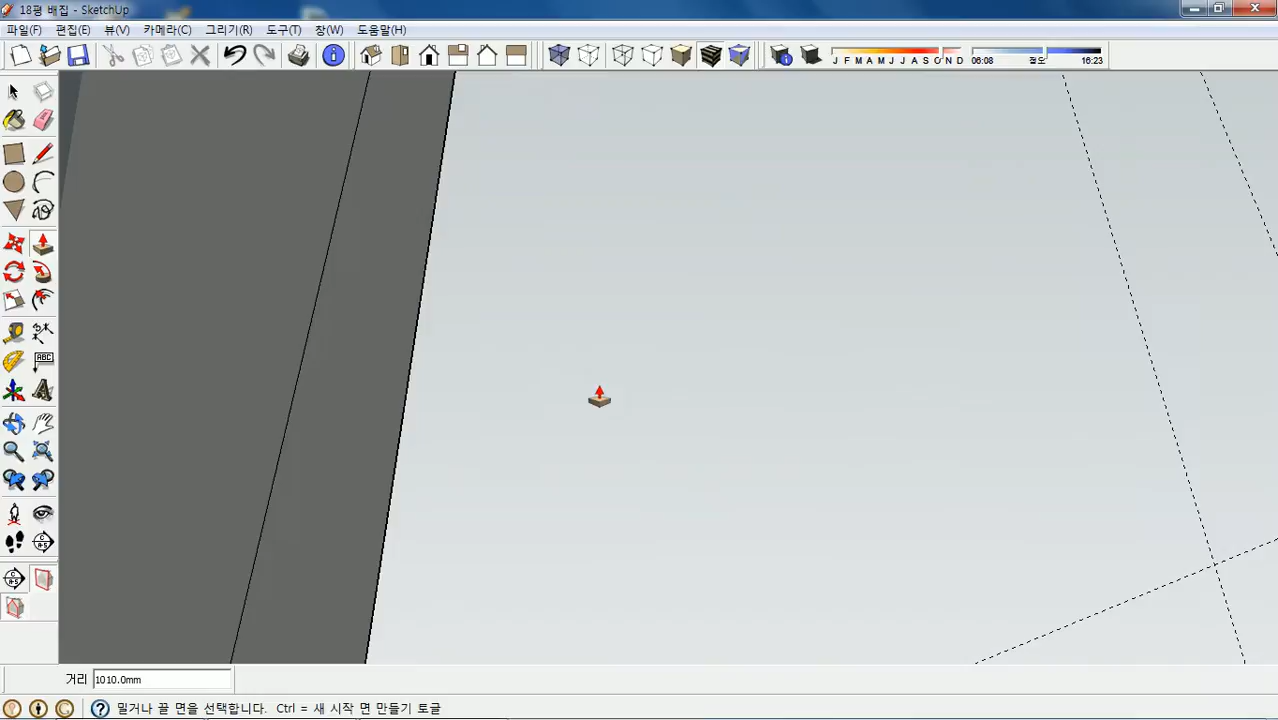 18평 배집 - SketchUp
파일(F) 편집(E) 뷰(V) 카메라(C) 그리기(R) 도구(T) 창(W) 도움말(H)
J F M A M J J A S O N D 06:08 정오 16:23
ABC
거리 1010.0mm
밀거나 끌 면을 선택합니다. Ctrl = 새 시작 면 만들기 토글